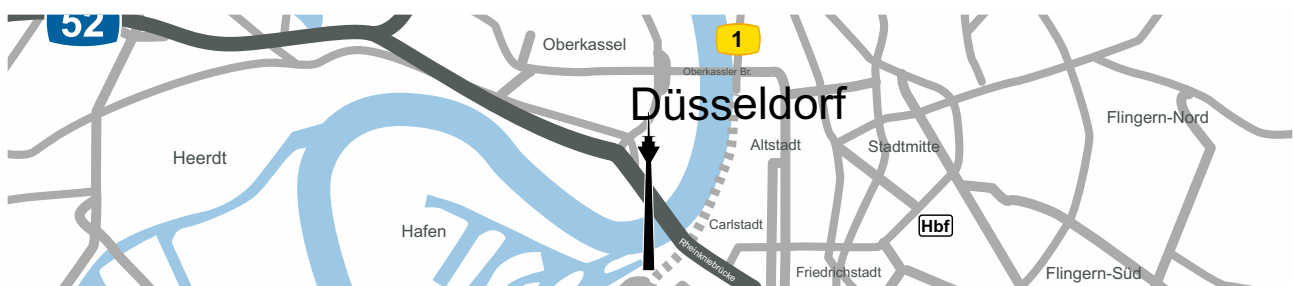 52
1
Oberkassel
Oberkassler Br.
Düsseldorf
Flingern-Nord
Altstadt
Stadtmitte
Heerdt
Carlstadt
Hbf
Hafen
Rheinkniebrücke
Friedrichstadt
Flingern-Süd